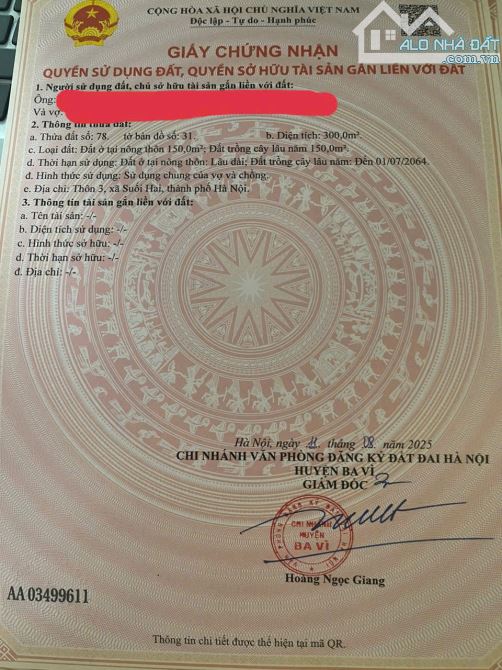 CỘNG HÒA XÃ HỘI CHỦ NGHĨA VIỆT NAM
Độc lập - Tự do - Hạnh phúc
ALO NHÀ ĐẤT
.com.vn
GIẤY CHỨNG NHẬN
QUYỀN SỬ DỤNG ĐẤT, QUYỀN SỞ HỮU TÀI SẢN GẮN LIỀN VỚI ĐẤT
1. Người sử dụng đất, chủ sở hữu tài sản gắn liền với đất:
Ông:
Và vợ:
2. Thông tin thửa đất:
a. Thửa đất số: 78. tờ bản đồ số: 31. b. Diện tích: 300,0m².
c. Loại đất: Đất ở tại nông thôn 150,0m²; Đất trồng cây lâu năm 150,0m².
d. Thời hạn sử dụng: Đất ở tại nông thôn: Lâu dài; Đất trồng cây lâu năm: Đến 01/07/2064.
đ. Hình thức sử dụng: Sử dụng chung của vợ và chồng.
e. Địa chỉ: Thôn 3, xã Suối Hai, thành phố Hà Nội.
3. Thông tin tài sản gắn liền với đất:
a. Tên tài sản: -/-
b. Diện tích sử dụng: -/-
c. Hình thức sở hữu: -/-
d. Thời hạn sở hữu: -/-
đ. Địa chỉ: -/-
Hà Nội, ngày tháng 08 năm 2025
CHI NHÁNH VĂN PHÒNG ĐĂNG KÝ ĐẤT ĐAI HÀ NỘI
HUYỆN BA VÌ
GIÁM ĐỐC
CHI NHÁNH
HUYỆN
BA VÌ
Hoàng Ngọc Giang
AA 03499611
Thông tin chi tiết được thể hiện tại mã QR.